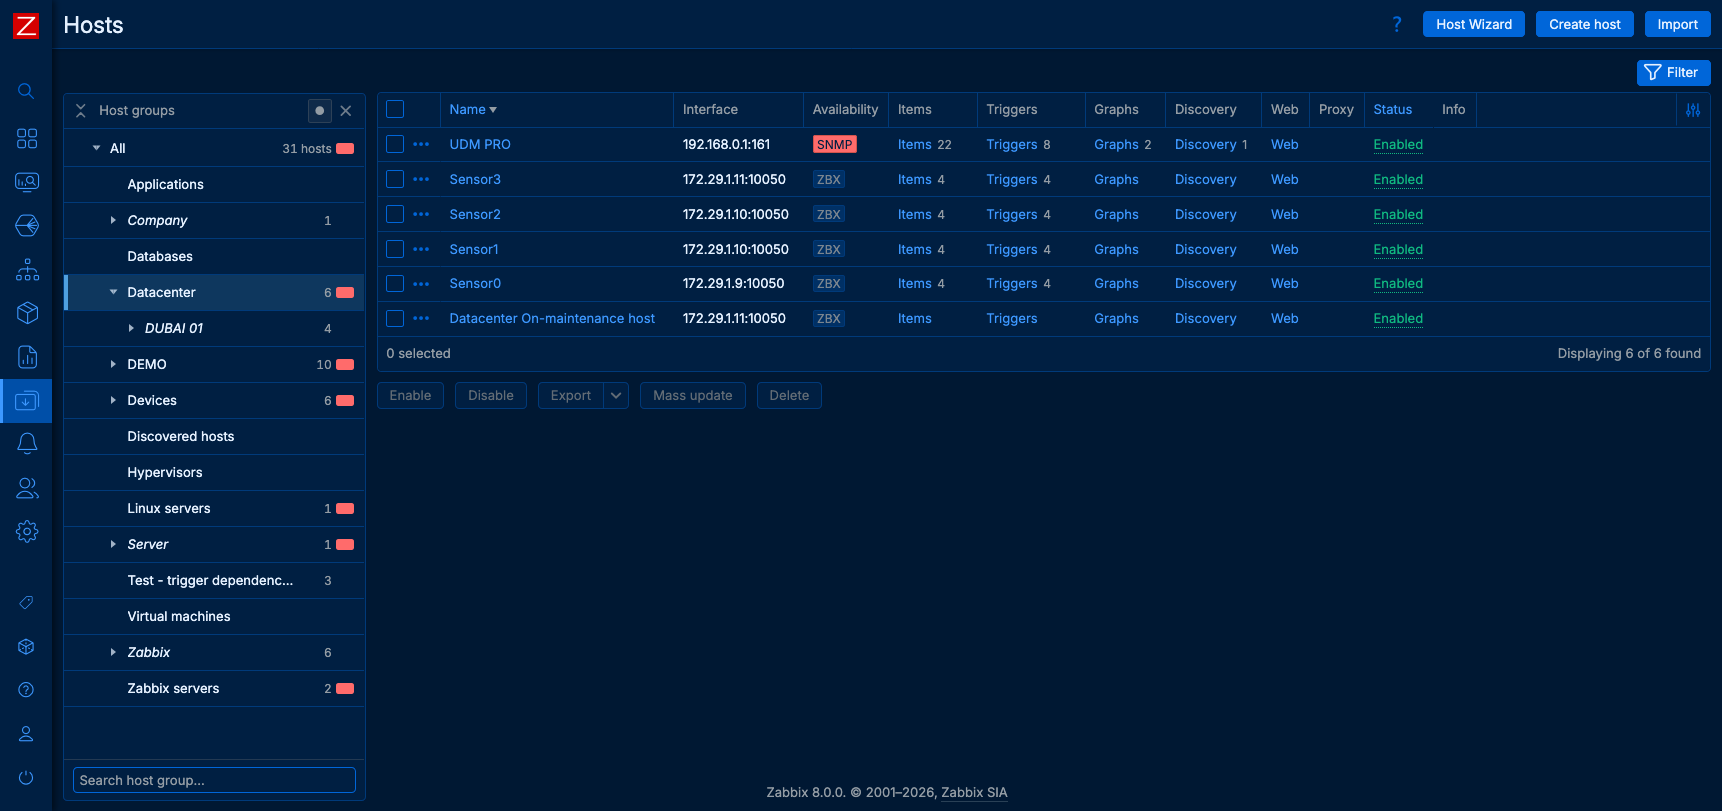 Z
Hosts
?
Host Wizard
Create host
Import
Filter
Host groups
All 31 hosts
Applications
Company 1
Databases
Datacenter 6
DUBAI 01 4
DEMO 10
Devices 6
Discovered hosts
Hypervisors
Linux servers 1
Server 1
Test - trigger dependenc... 3
Virtual machines
Zabbix 6
Zabbix servers 2
Search host group...
Name Interface Availability Items Triggers Graphs Discovery Web Proxy Status Info
UDM PRO 192.168.0.1:161 SNMP Items 22 Triggers 8 Graphs 2 Discovery 1 Web Enabled
Sensor3 172.29.1.11:10050 ZBX Items 4 Triggers 4 Graphs Discovery Web Enabled
Sensor2 172.29.1.10:10050 ZBX Items 4 Triggers 4 Graphs Discovery Web Enabled
Sensor1 172.29.1.10:10050 ZBX Items 4 Triggers 4 Graphs Discovery Web Enabled
Sensor0 172.29.1.9:10050 ZBX Items 4 Triggers 4 Graphs Discovery Web Enabled
Datacenter On-maintenance host 172.29.1.11:10050 ZBX Items Triggers Graphs Discovery Web Enabled
0 selected
Displaying 6 of 6 found
Enable
Disable
Export
Mass update
Delete
Zabbix 8.0.0. © 2001–2026, Zabbix SIA